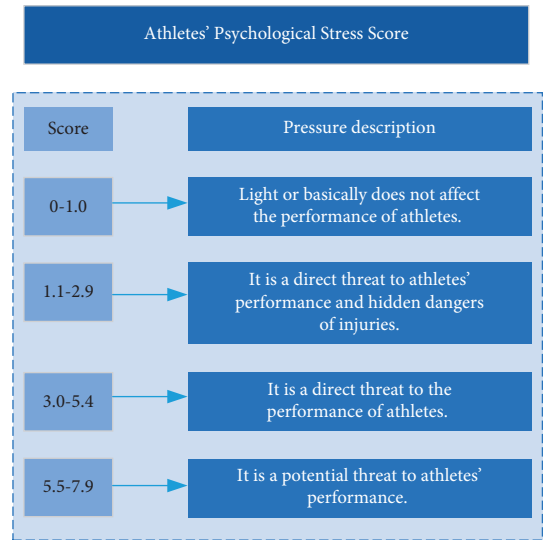 Athletes’ Psychological Stress Score
Score
Pressure description
0-1.0
Light or basically does not affect
the performance of athletes.
1.1-2.9
It is a direct threat to athletes’
performance and hidden dangers
of injuries.
3.0-5.4
It is a direct threat to the
performance of athletes.
5.5-7.9
It is a potential threat to athletes’
performance.